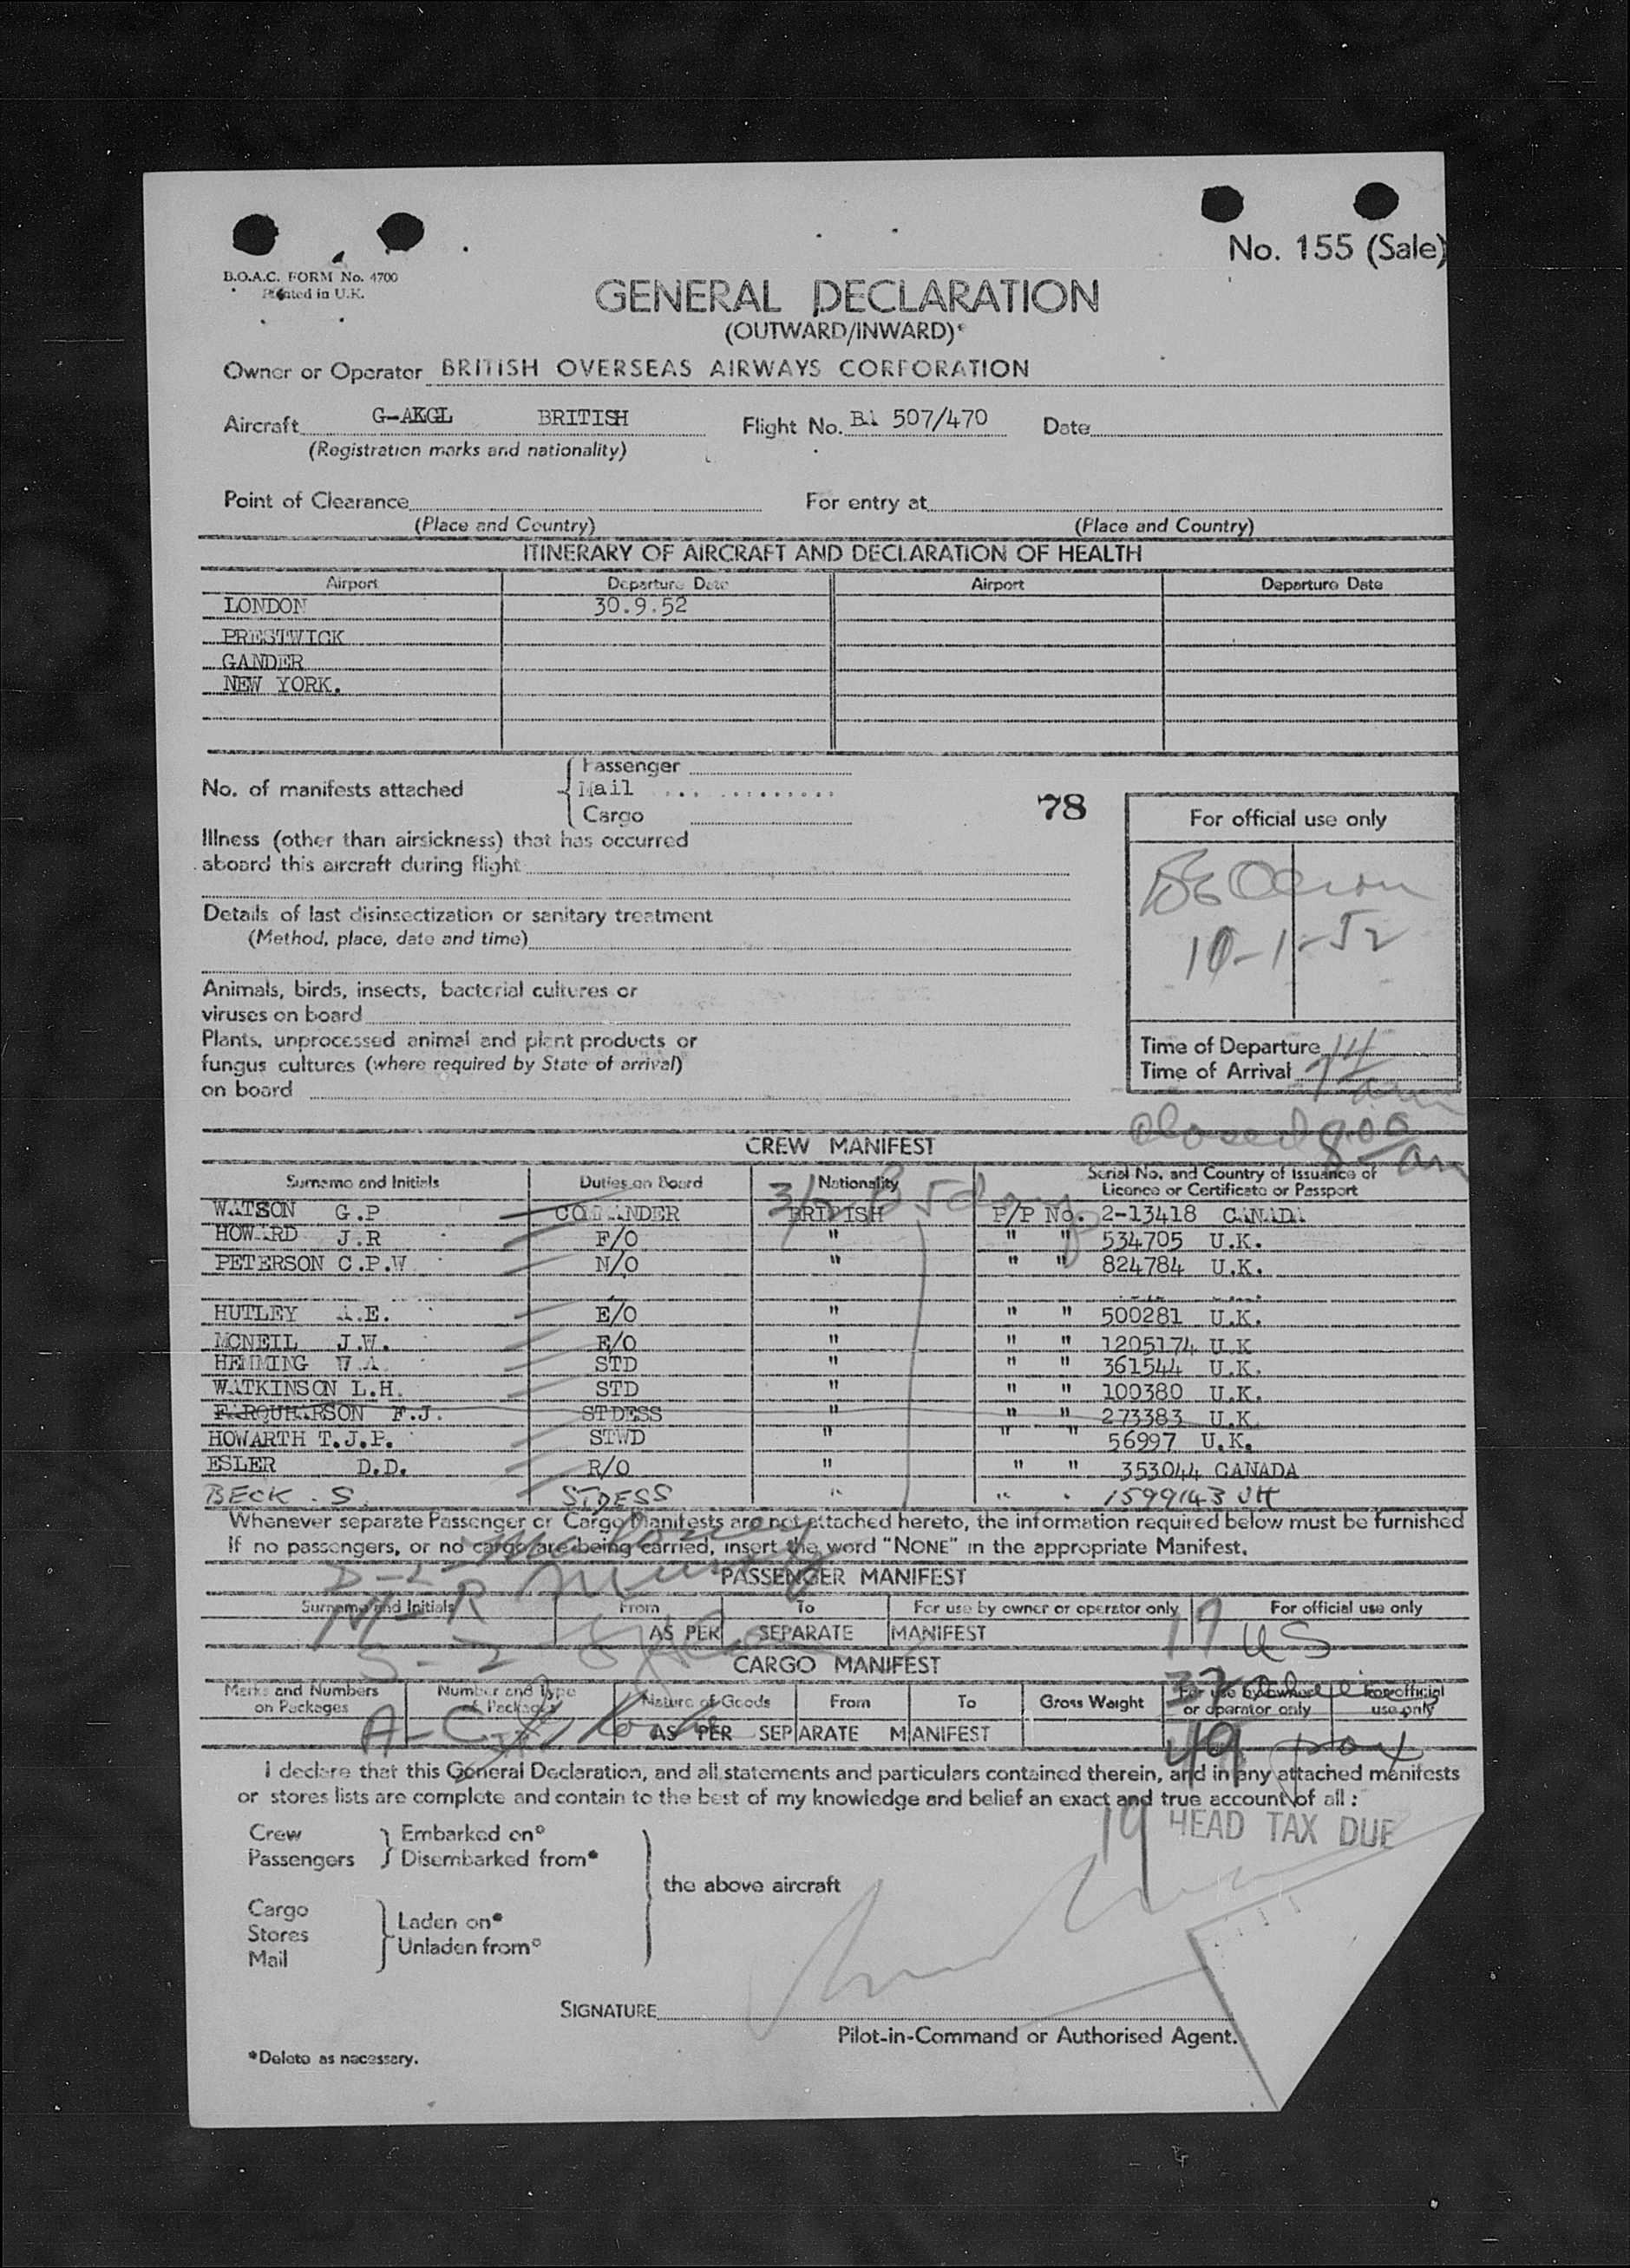 No. 155 (Sale)
B.O.A.C. FORM No. 4700
Printed in U.K.
GENERAL DECLARATION
(OUTWARD/INWARD)*
Owner or Operator BRITISH OVERSEAS AIRWAYS CORPORATION
Aircraft G-AKGL BRITISH Flight No. BA 507/470 Date
(Registration marks and nationality)
Point of Clearance For entry at
(Place and Country) (Place and Country)
ITINERARY OF AIRCRAFT AND DECLARATION OF HEALTH
Airport Departure Date Airport Departure Date
LONDON 30.9.52
PRESTWICK
GANDER
NEW YORK.
No. of manifests attached
Passenger
Mail
Cargo
78
For official use only
Illness (other than airsickness) that has occurred
aboard this aircraft during flight
Details of last disinsectization or sanitary treatment
(Method, place, date and time)
10-1-52
Animals, birds, insects, bacterial cultures or
viruses on board
Plants, unprocessed animal and plant products or
fungus cultures (where required by State of arrival)
on board
Time of Departure
Time of Arrival
Closed 8:00 am
CREW MANIFEST
Surname and Initials Duties on Board Nationality Serial No. and Country of Issuance of
Licence or Certificate or Passport
WATSON G.P COMMANDER BRITISH P/P No. 2-13418 CANADA
HOWARD J.R F/O " " " 534705 U.K.
PETERSON C.P.W N/O " " " 824784 U.K.
HUTLEY A.E. E/O " " " 500281 U.K.
MCNEIL J.W. E/O " " " 1205174 U.K
HEMMING W.A. STD " " " 361544 U.K.
WATKINSON L.H. STD " " " 109380 U.K.
FARQUHARSON F.J. STDESS " " " 273383 U.K
HOWARTH T.J.P. STWD " " " 56997 U.K.
ESLER D.D. R/O " " " 353044 CANADA
BECK . S. STDESS " " " 1599143 UK
Whenever separate Passenger or Cargo Manifests are not attached hereto, the information required below must be furnished
If no passengers, or no cargo are being carried, insert the word "NONE" in the appropriate Manifest.
PASSENGER MANIFEST
Surname and Initials From To For use by owner or operator only For official use only
AS PER SEPARATE MANIFEST
17 US
CARGO MANIFEST
Marks and Numbers on Packages Number and Type of Packages Nature of Goods From To Gross Weight For use by owner or operator only For official use only
AS PER SEPARATE MANIFEST
49 pax
I declare that this General Declaration, and all statements and particulars contained therein, and in any attached manifests
or stores lists are complete and contain to the best of my knowledge and belief an exact and true account of all :
19 HEAD TAX DUE
Crew
Passengers
Embarked on*
Disembarked from*
the above aircraft
Cargo
Stores
Mail
Laden on*
Unladen from*
SIGNATURE
Pilot-in-Command or Authorised Agent.
*Delete as necessary.